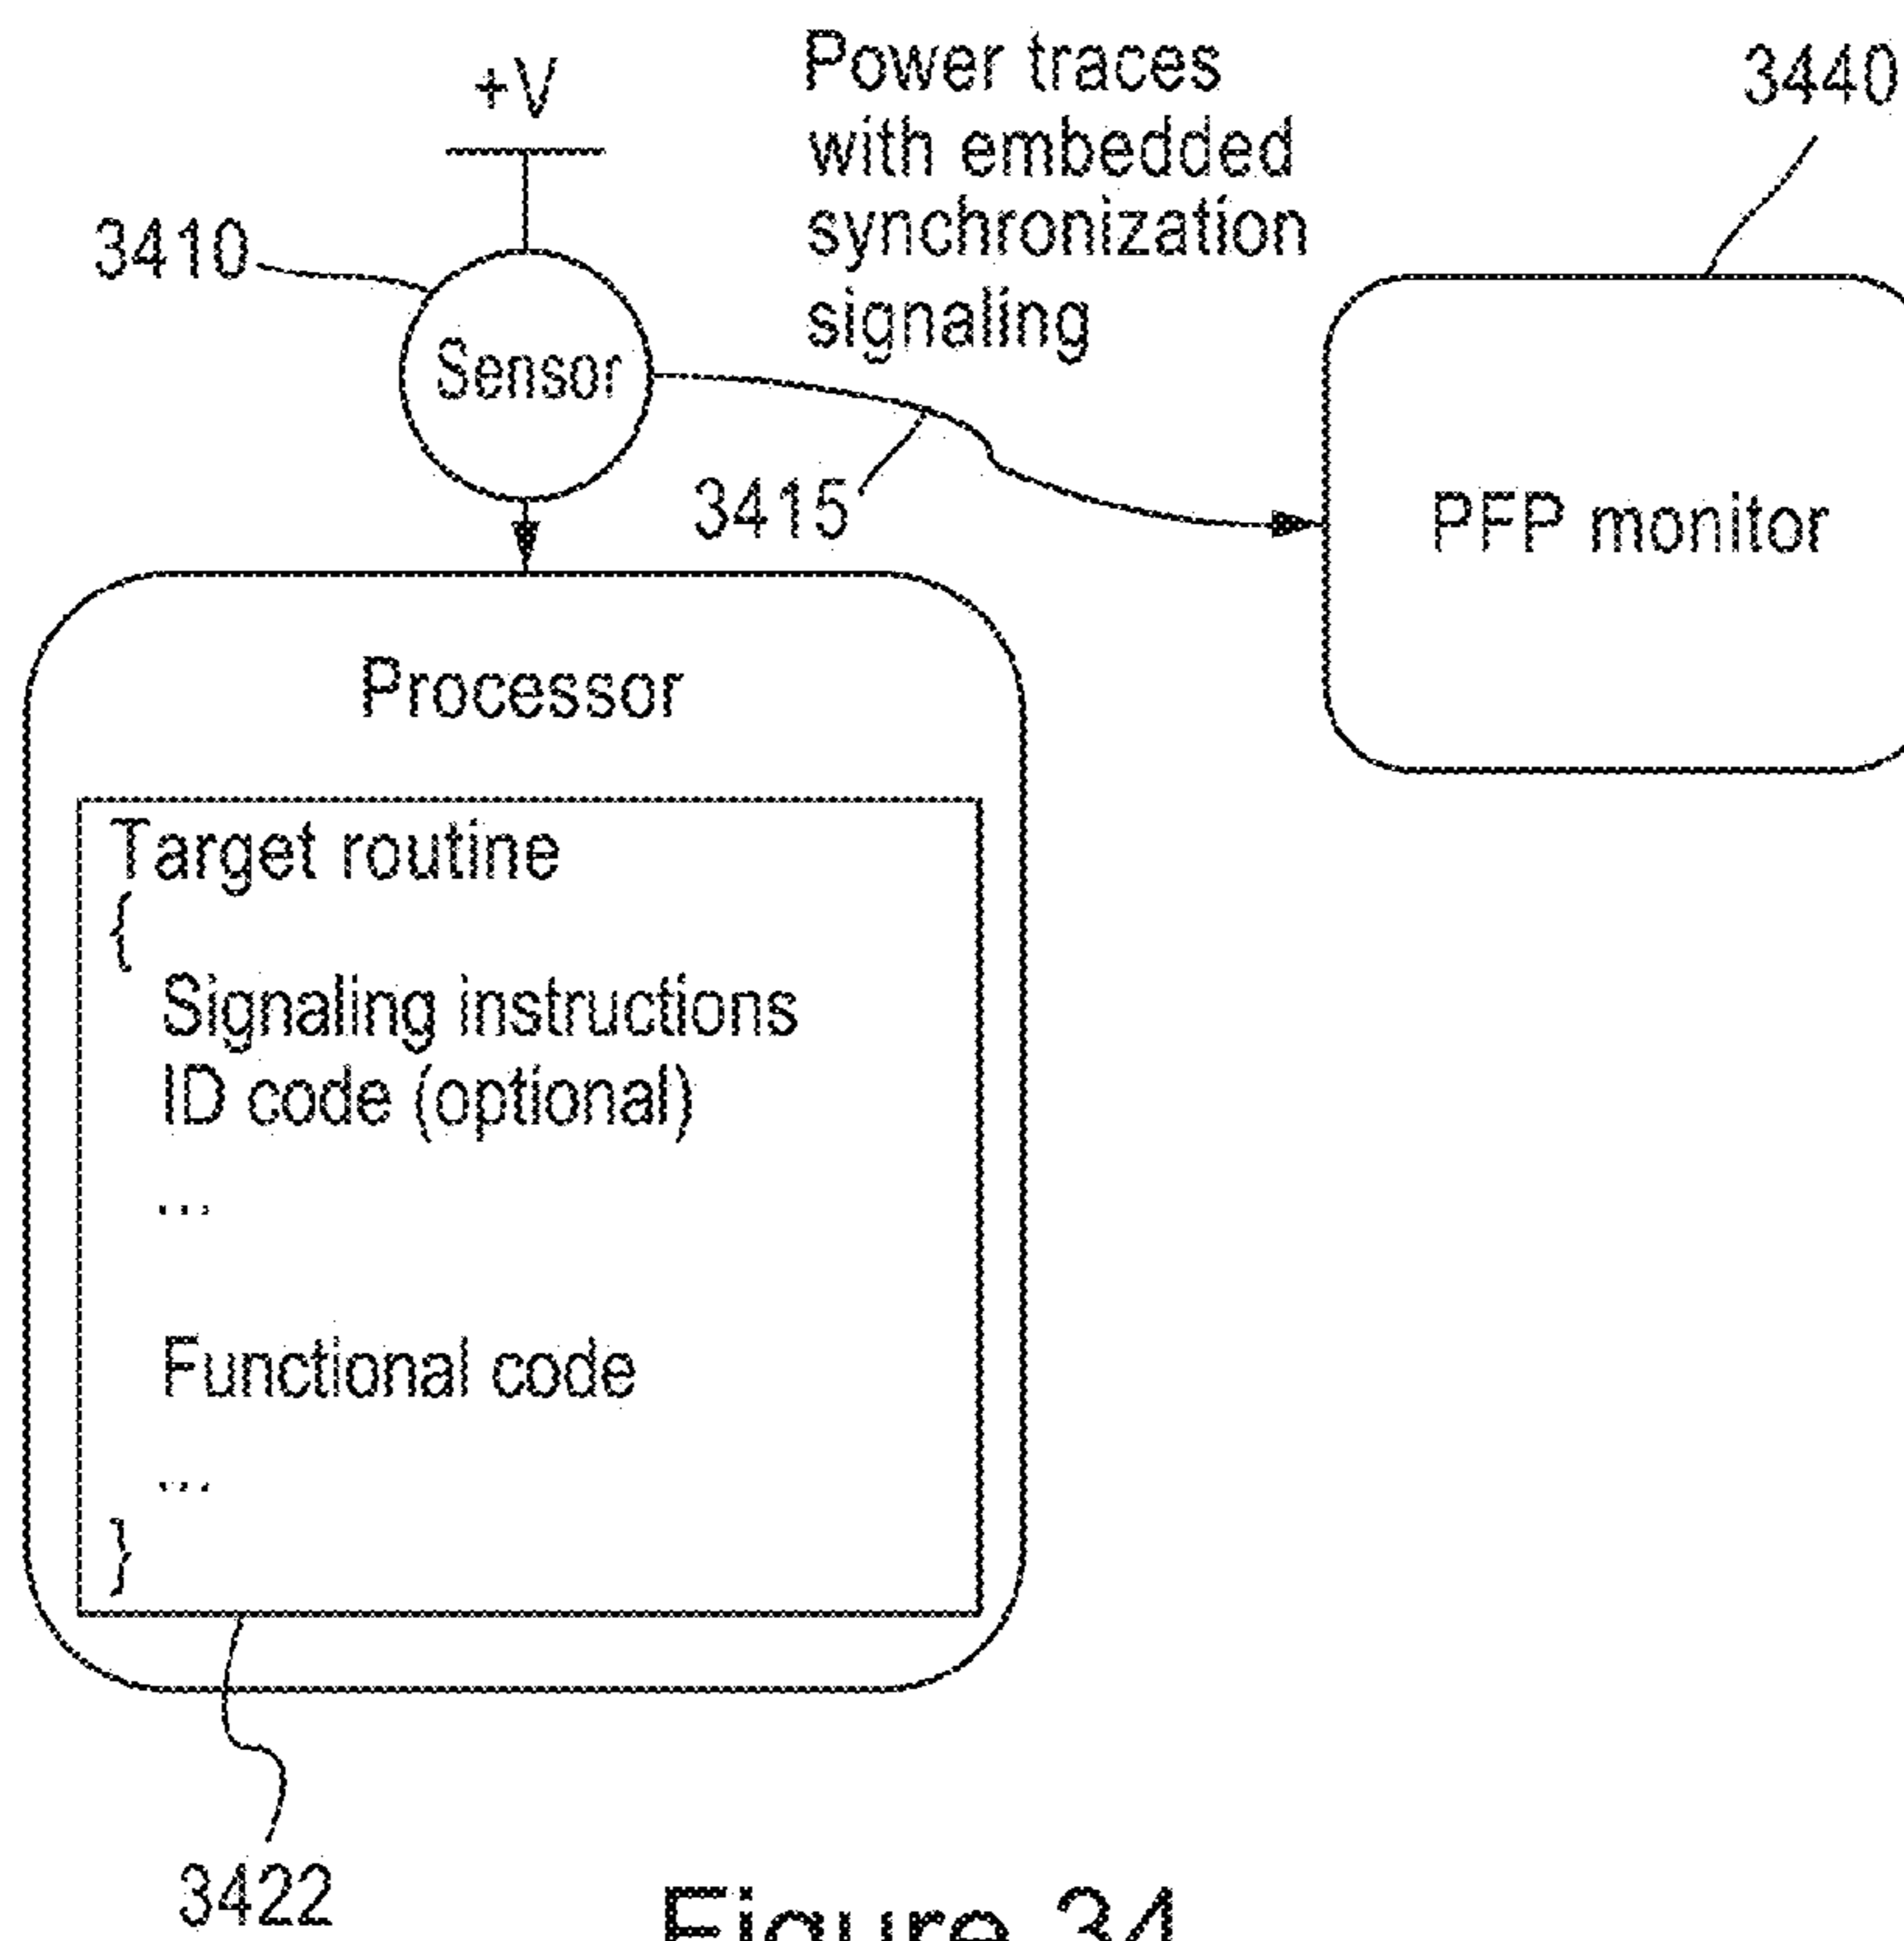 +V
Power traces
with embedded
synchronization
signaling
3440
3410
Sensor
3415
PFP monitor
Processor
Target routine
{
Signaling instructions
ID code (optional)
...
Functional code
...
}
3422
Figure 34